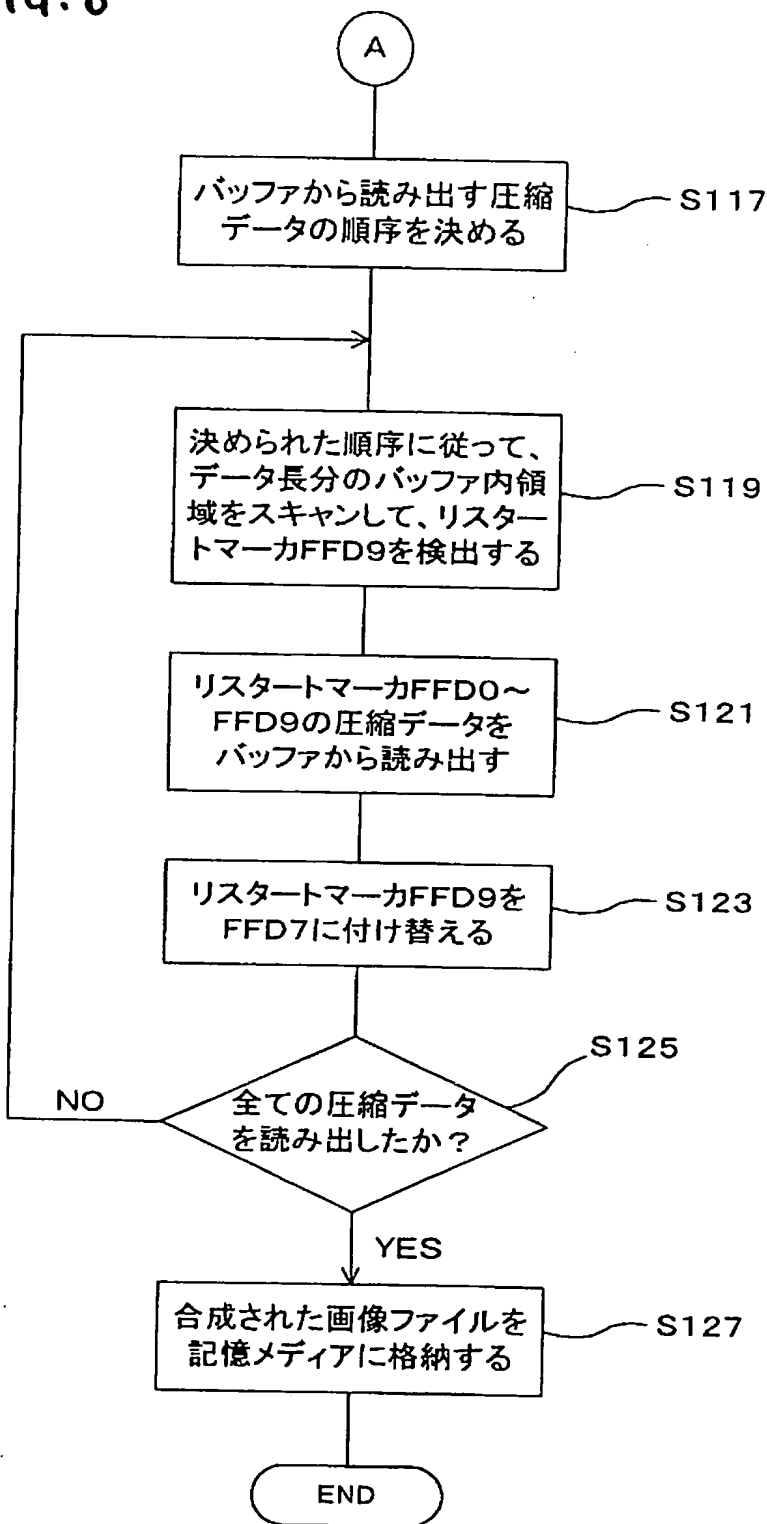 A
バッファから読み出す圧縮
データの順序を決める
S117
決められた順序に従って、
データ長分のバッファ内領
域をスキャンして、リスター
トマーカFFD9を検出する
S119
リスタートマーカFFD0～
FFD9の圧縮データを
バッファから読み出す
S121
リスタートマーカFFD9を
FFD7に付け替える
S123
S125
全ての圧縮データ
を読み出したか？
NO
YES
合成された画像ファイルを
記憶メディアに格納する
S127
END